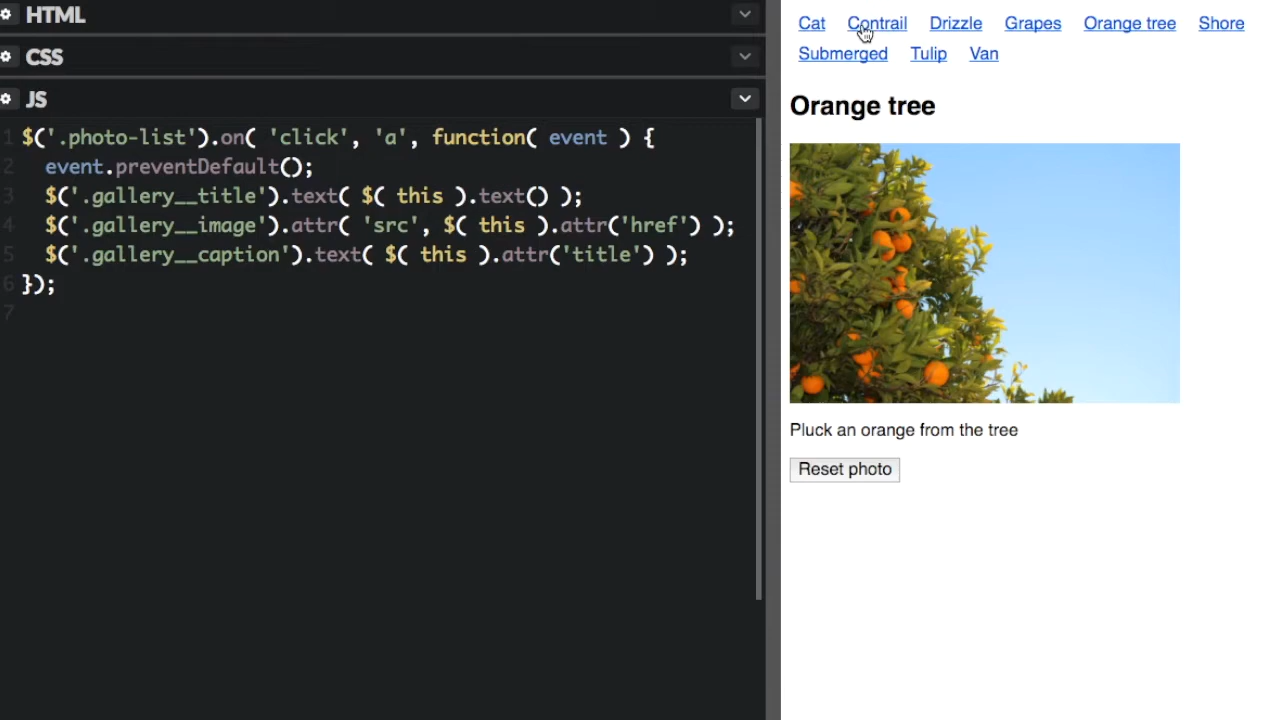 HTML
CSS
JS
1 $('.photo-list').on( 'click', 'a', function( event ) {
2 event.preventDefault();
3 $('.gallery__title').text( $( this ).text() );
4 $('.gallery__image').attr( 'src', $( this ).attr('href') );
5 $('.gallery__caption').text( $( this ).attr('title') );
6 });
7
Cat Contrail Drizzle Grapes Orange tree Shore
Submerged Tulip Van
Orange tree
Pluck an orange from the tree
Reset photo